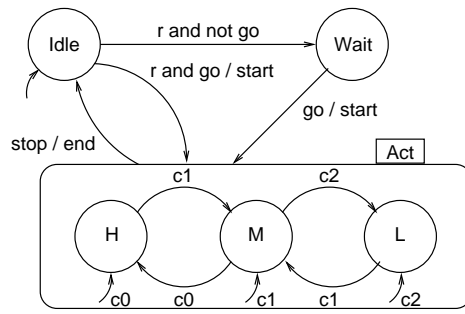 Idle
r and not go
Wait
r and go / start
go / start
stop / end
Act
c1
c2
H
M
L
c0
c0
c1
c1
c2